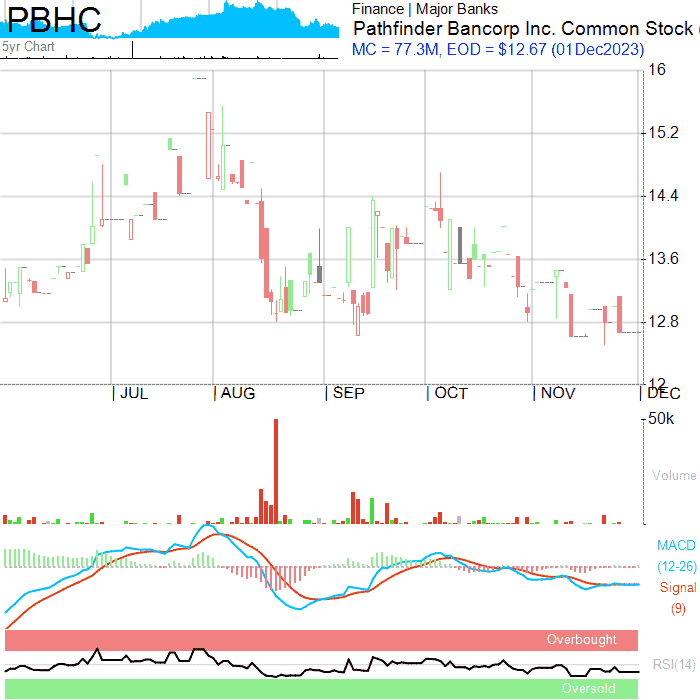 PBHC
5yr Chart
Finance | Major Banks
Pathfinder Bancorp Inc. Common Stock (
MC = 77.3M, EOD = $12.67 (01Dec2023)
16
15.2
14.4
13.6
12.8
12
| JUL | AUG | SEP | OCT | NOV | DEC
50k
Volume
MACD
(12-26)
Signal
(9)
Overbought
RSI(14)
Oversold